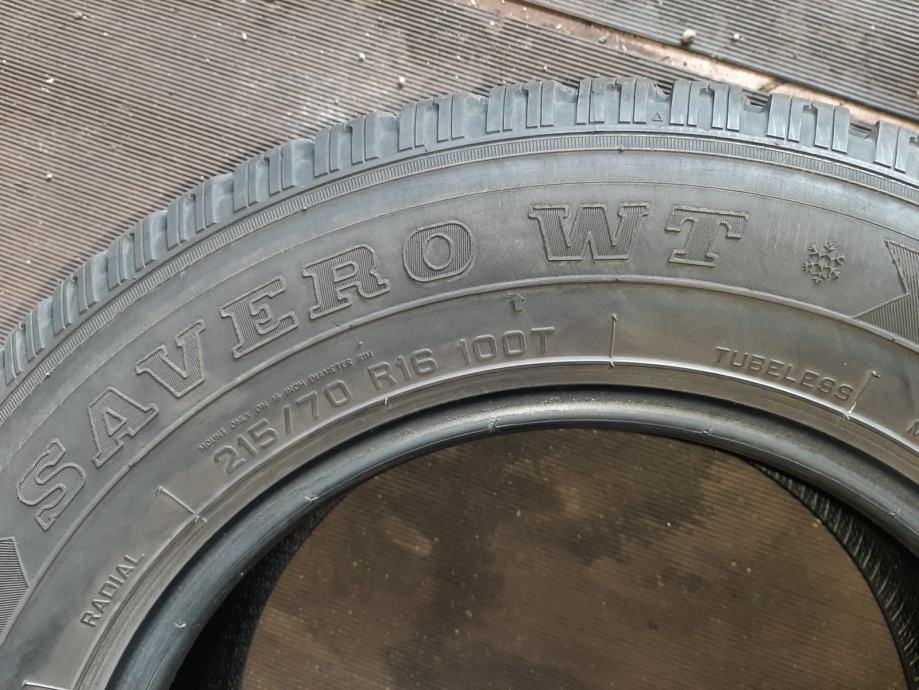 SAVERO WT
MOUNT ONLY ON 16 INCH DIAMETER RIM
215/70 R16 100T
TUBELESS
RADIAL